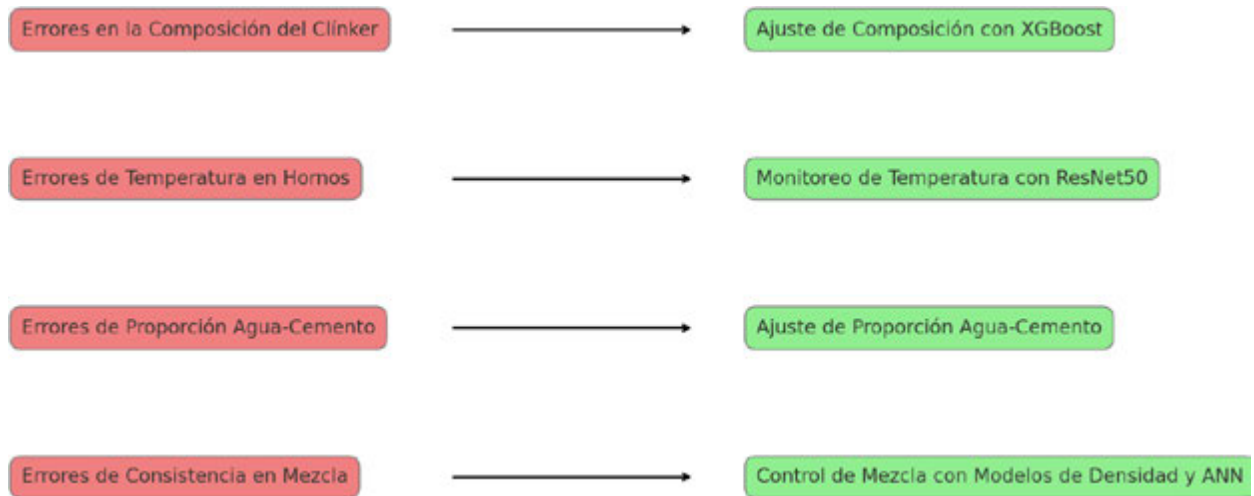 Errores en la Composición del Clínker
Ajuste de Composición con XGBoost
Errores de Temperatura en Hornos
Monitoreo de Temperatura con ResNet50
Errores de Proporción Agua-Cemento
Ajuste de Proporción Agua-Cemento
Errores de Consistencia en Mezcla
Control de Mezcla con Modelos de Densidad y ANN